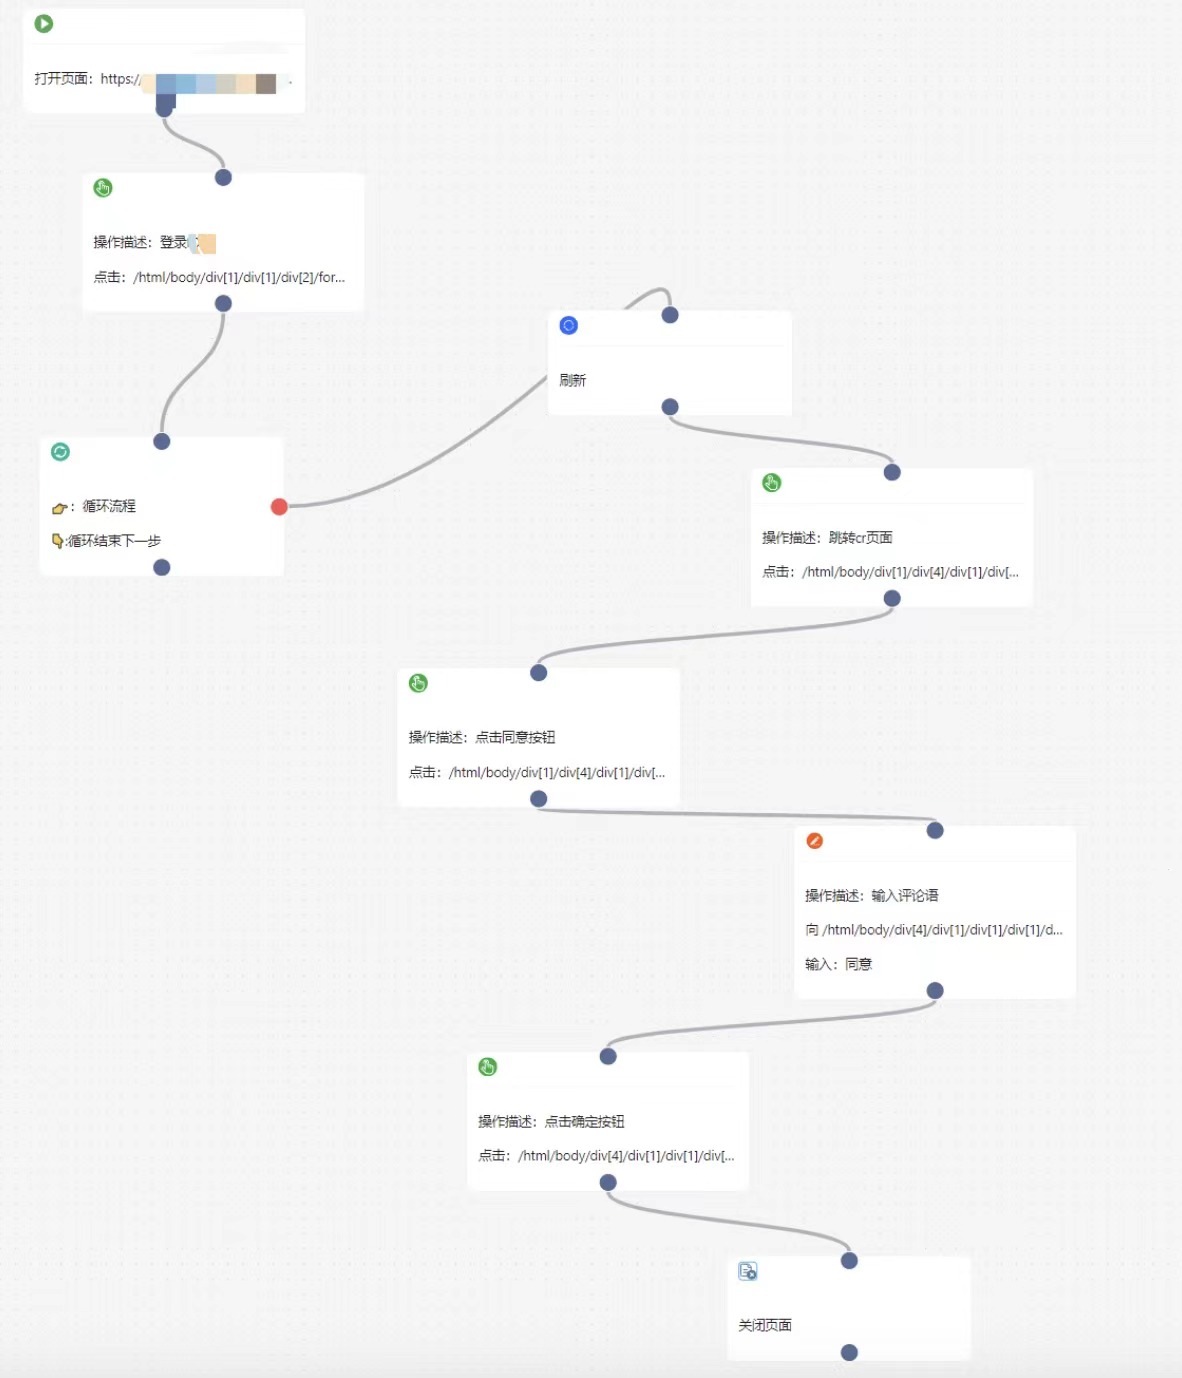 打开页面：https://
操作描述：登录
点击：/html/body/div[1]/div[1]/div[2]/for...
刷新
👉：循环流程
👇:循环结束下一步
操作描述：跳转cr页面
点击：/html/body/div[1]/div[4]/div[1]/div[...
操作描述：点击同意按钮
点击：/html/body/div[1]/div[4]/div[1]/div[...
操作描述：输入评论语
向 /html/body/div[4]/div[1]/div[1]/div[1]/d...
输入：同意
操作描述：点击确定按钮
点击：/html/body/div[4]/div[1]/div[1]/div[...
关闭页面